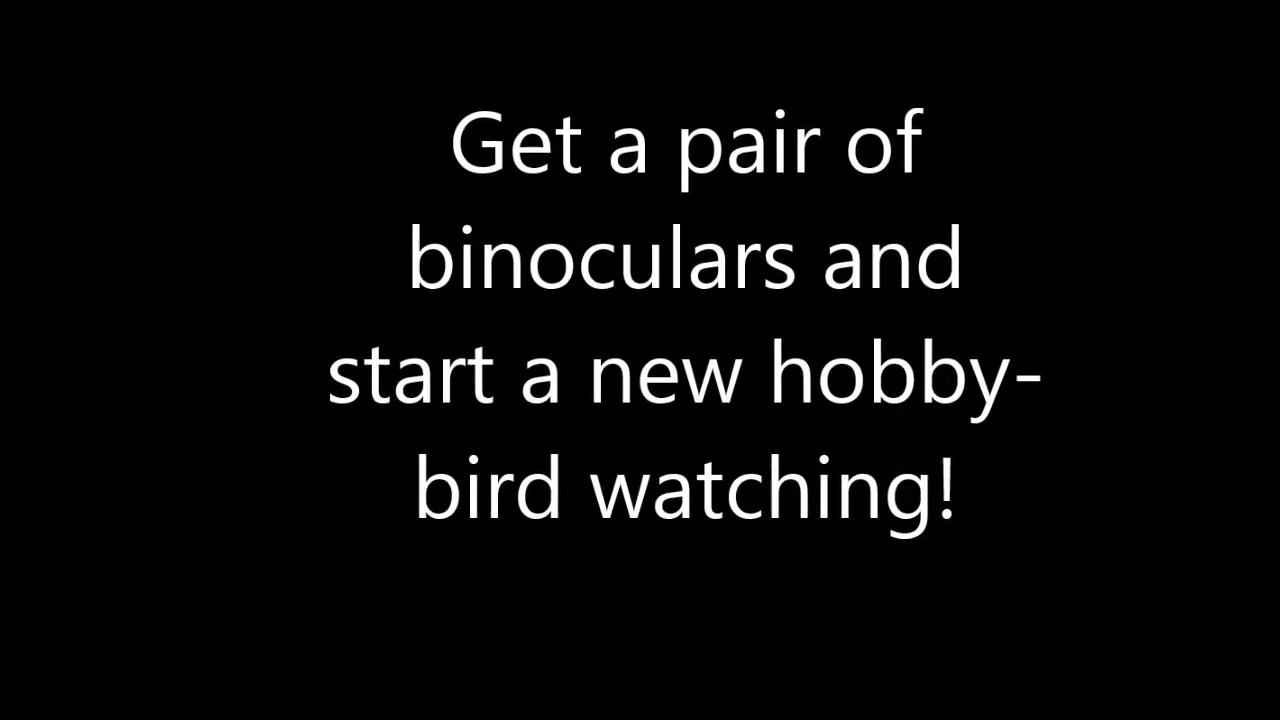 Get a pair of
binoculars and
start a new hobby-
bird watching!